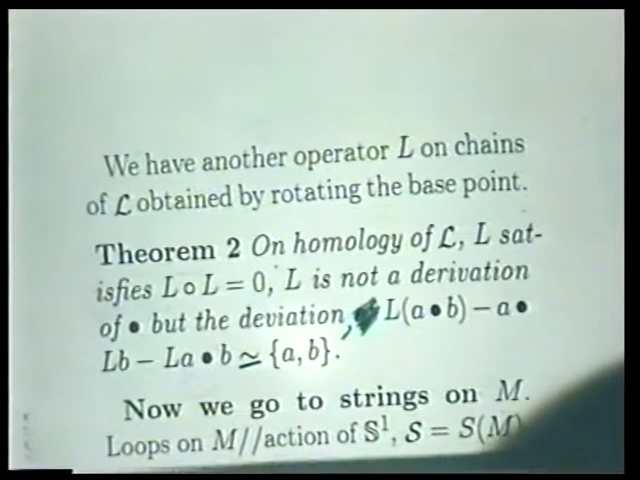 We have another operator L on chains
of ℒ obtained by rotating the base point.
Theorem 2 On homology of ℒ, L sat-
isfies L ∘ L = 0, L is not a derivation
of • but the deviation, L(a • b) − a •
Lb − La • b ≃ {a, b}.
Now we go to strings on M.
Loops on M//action of 𝕊¹, 𝒮 = S(M)